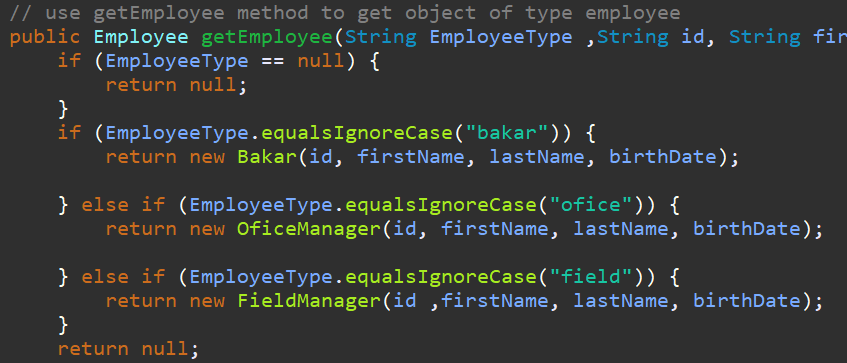 // use getEmployee method to get object of type employee
public Employee getEmployee(String EmployeeType ,String id, String
if (EmployeeType == null) {
return null;
}
if (EmployeeType.equalsIgnoreCase("bakar")) {
return new Bakar(id, firstName, lastName, birthDate);
} else if (EmployeeType.equalsIgnoreCase("ofice")) {
return new OficeManager(id, firstName, lastName, birthDate);
} else if (EmployeeType.equalsIgnoreCase("field")) {
return new FieldManager(id ,firstName, lastName, birthDate);
}
return null;